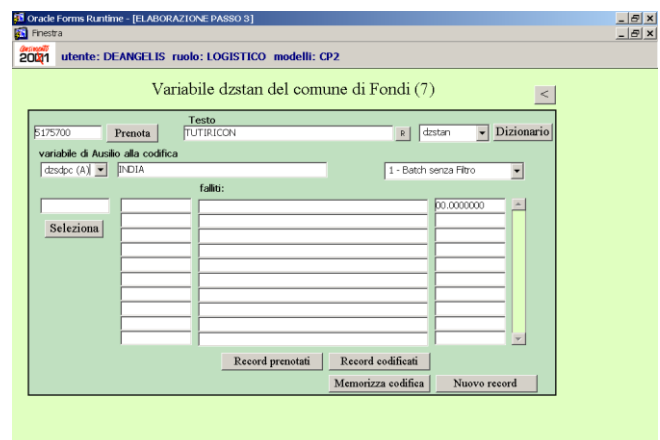 Oracle Forms Runtime - [ELABORAZIONE PASSO 3]
Finestra
20001 utente: DEANGELIS ruolo: LOGISTICO modelli: CP2
Variabile dzstan del comune di Fondi (7)
<
Testo
5175700 Prenota TUTIRICON R dzstan Dizionario
variabile di Ausilio alla codifica
dzsdpc (A) INDIA 1 - Batch senza Filtro
falliti:
00.0000000
Seleziona
Record prenotati Record codificati
Memorizza codifica Nuovo record